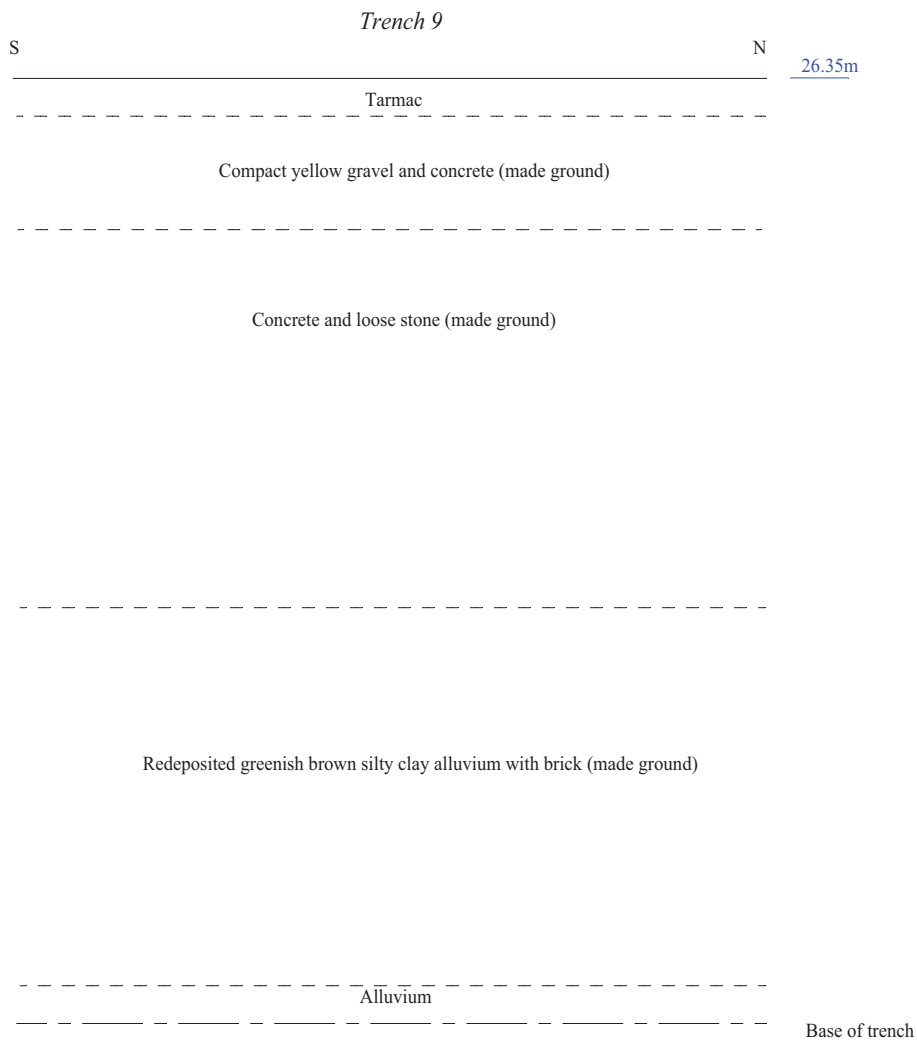 Trench 9
S
N
26.35m
Tarmac
Compact yellow gravel and concrete (made ground)
Concrete and loose stone (made ground)
Redeposited greenish brown silty clay alluvium with brick (made ground)
Alluvium
Base of trench